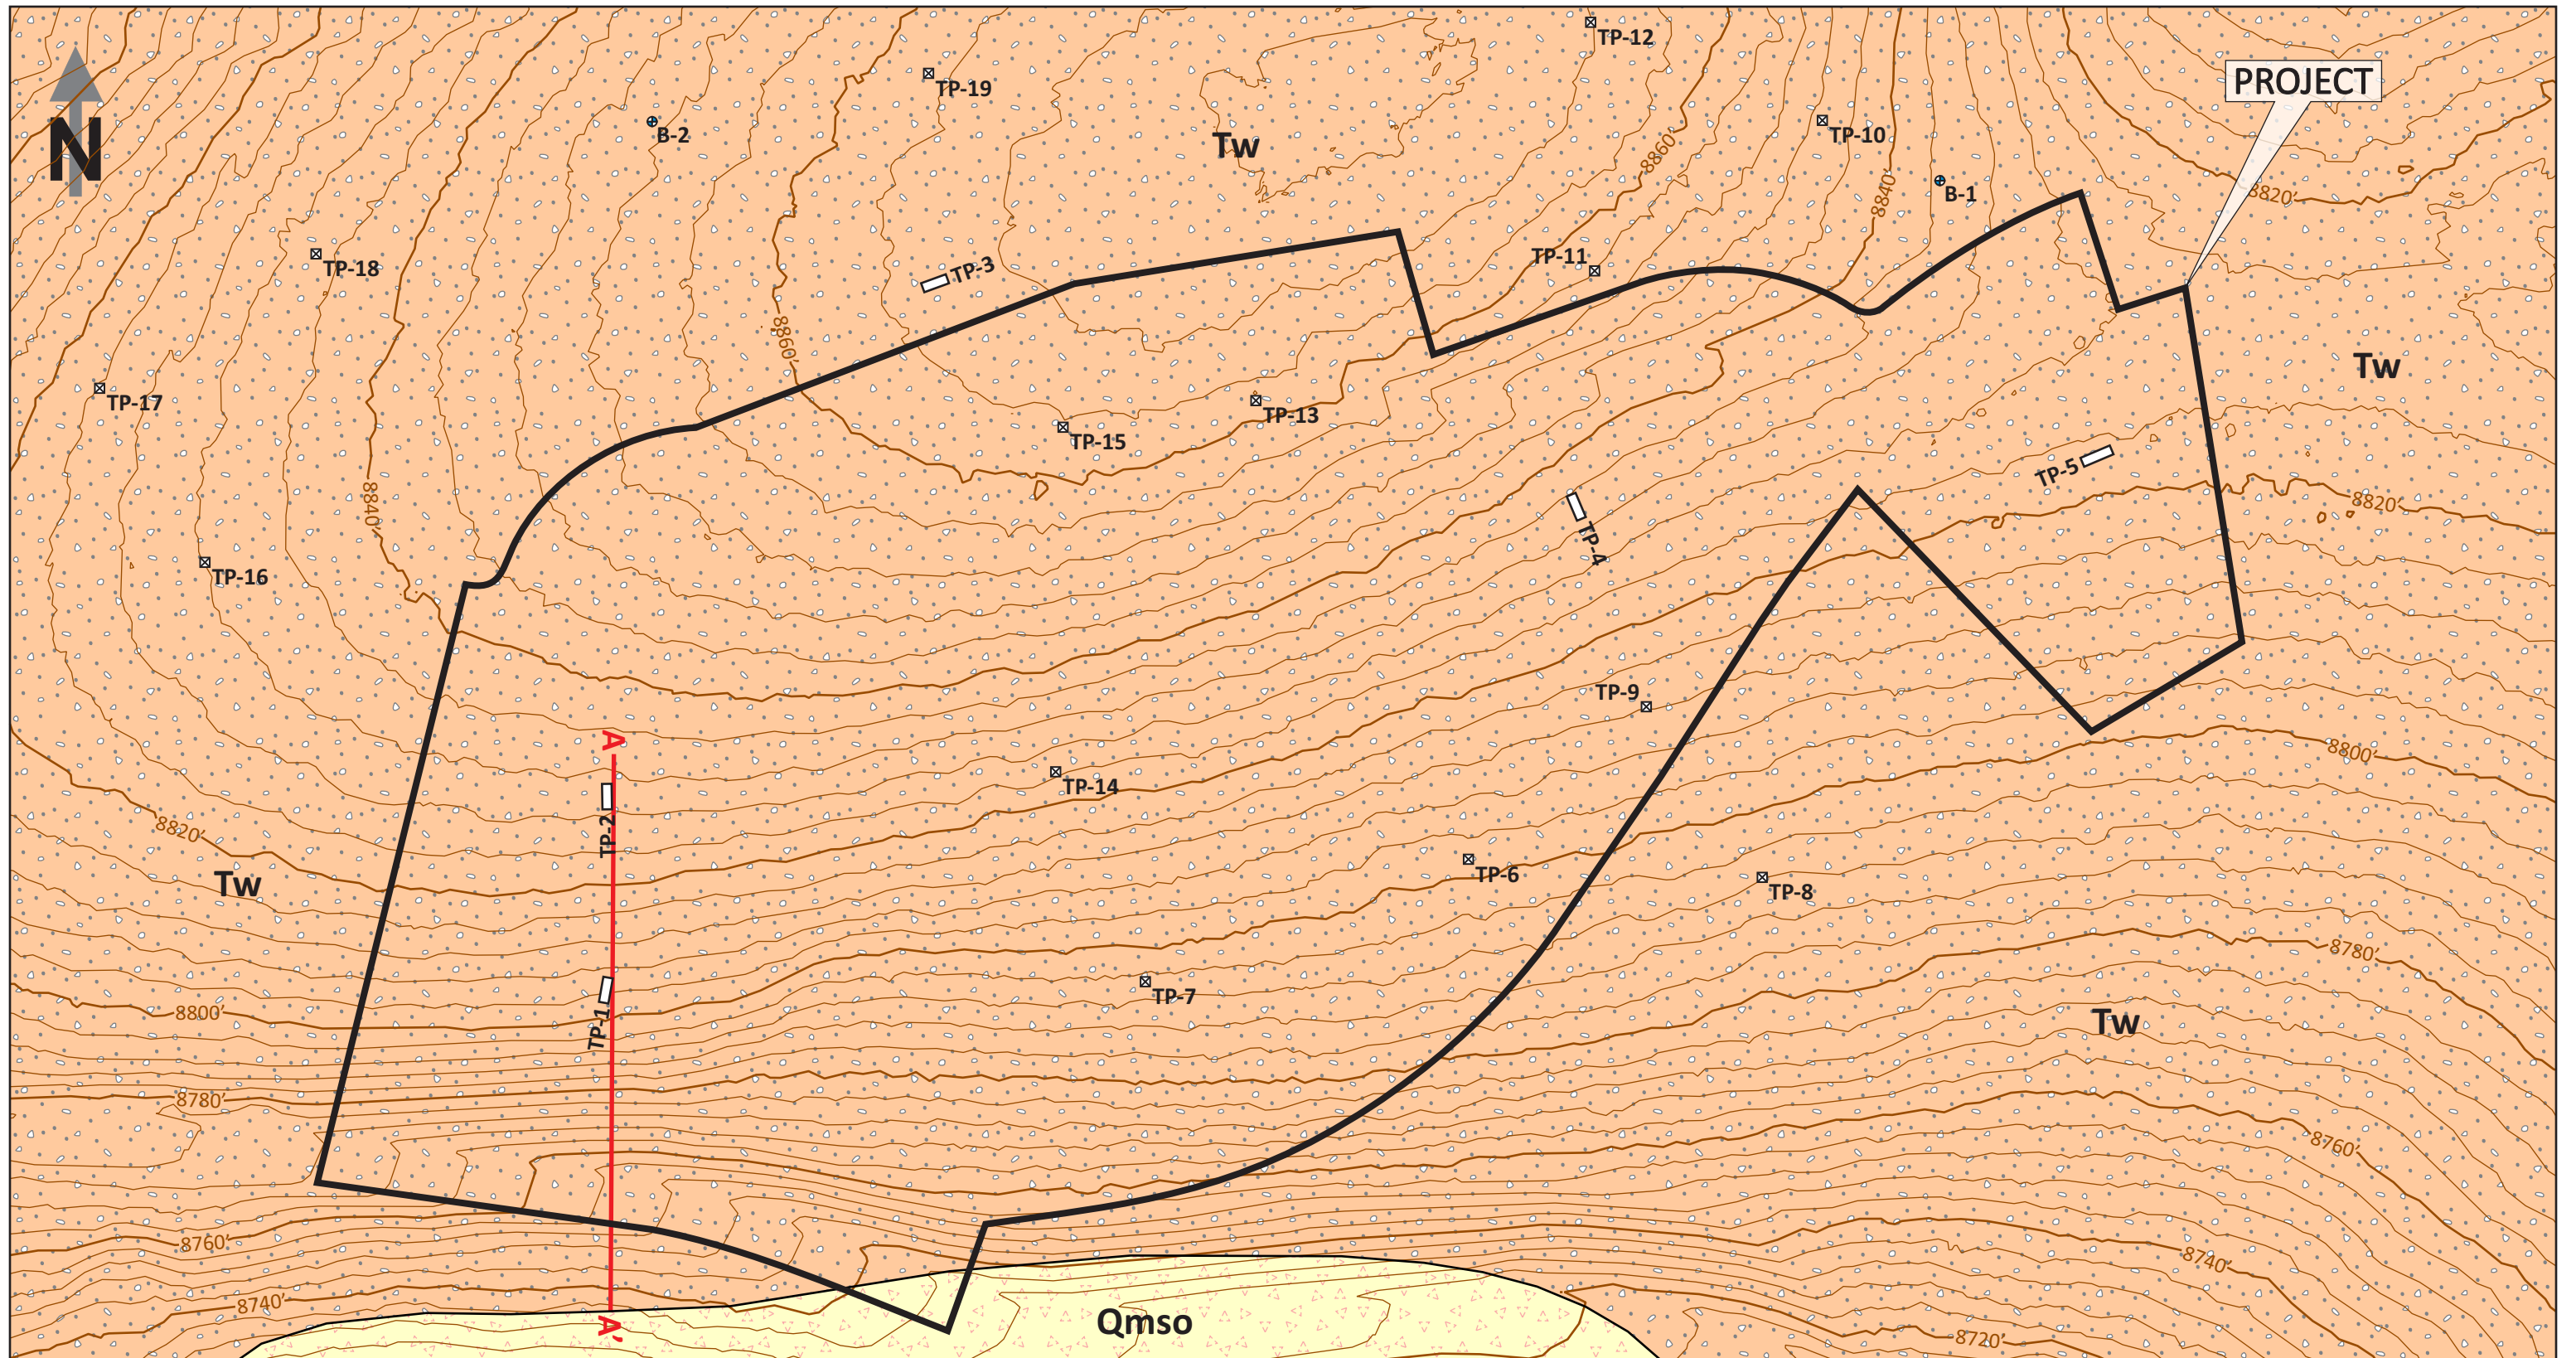 TP-12
PROJECT
TP-19
N
B-2
Tw
8860'
TP-10
8840'
B-1
8820'
TP-18
TP-3
TP-11
8860'
Tw
TP-17
TP-13
TP-15
TP-5
8840'
8820'
TP-4
TP-16
TP-9
A
8800'
TP-14
TP-2
8820'
Tw
TP-6
TP-8
8780'
TP-7
8800'
TP-1
Tw
8780'
8760'
8760'
8740'
8740'
A'
Qmso
8720'